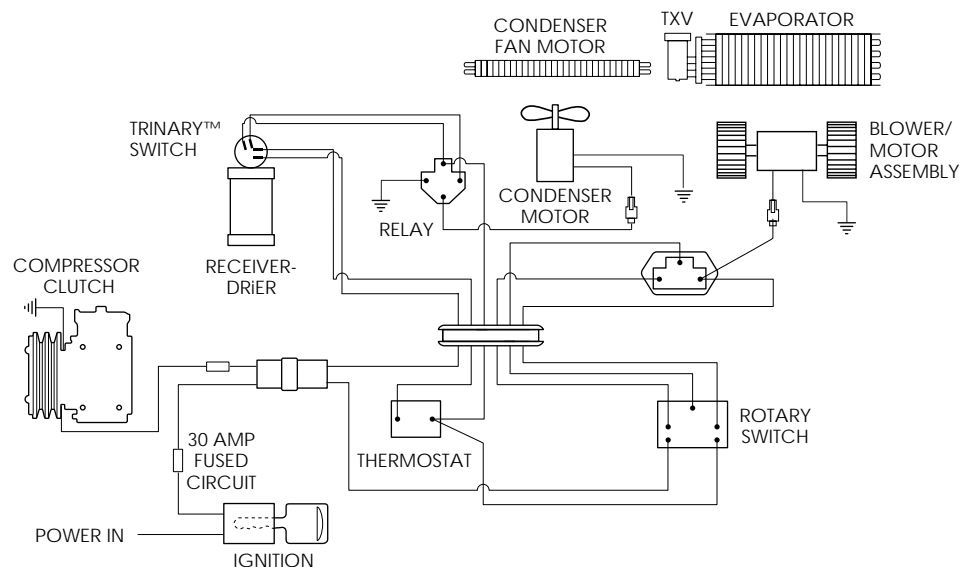 CONDENSER
FAN MOTOR
TXV
EVAPORATOR
TRINARY™
SWITCH
BLOWER/
MOTOR
ASSEMBLY
CONDENSER
MOTOR
RELAY
RECEIVER-
DRiER
COMPRESSOR
CLUTCH
ROTARY
SWITCH
30 AMP
FUSED
CIRCUIT
THERMOSTAT
POWER IN
IGNITION